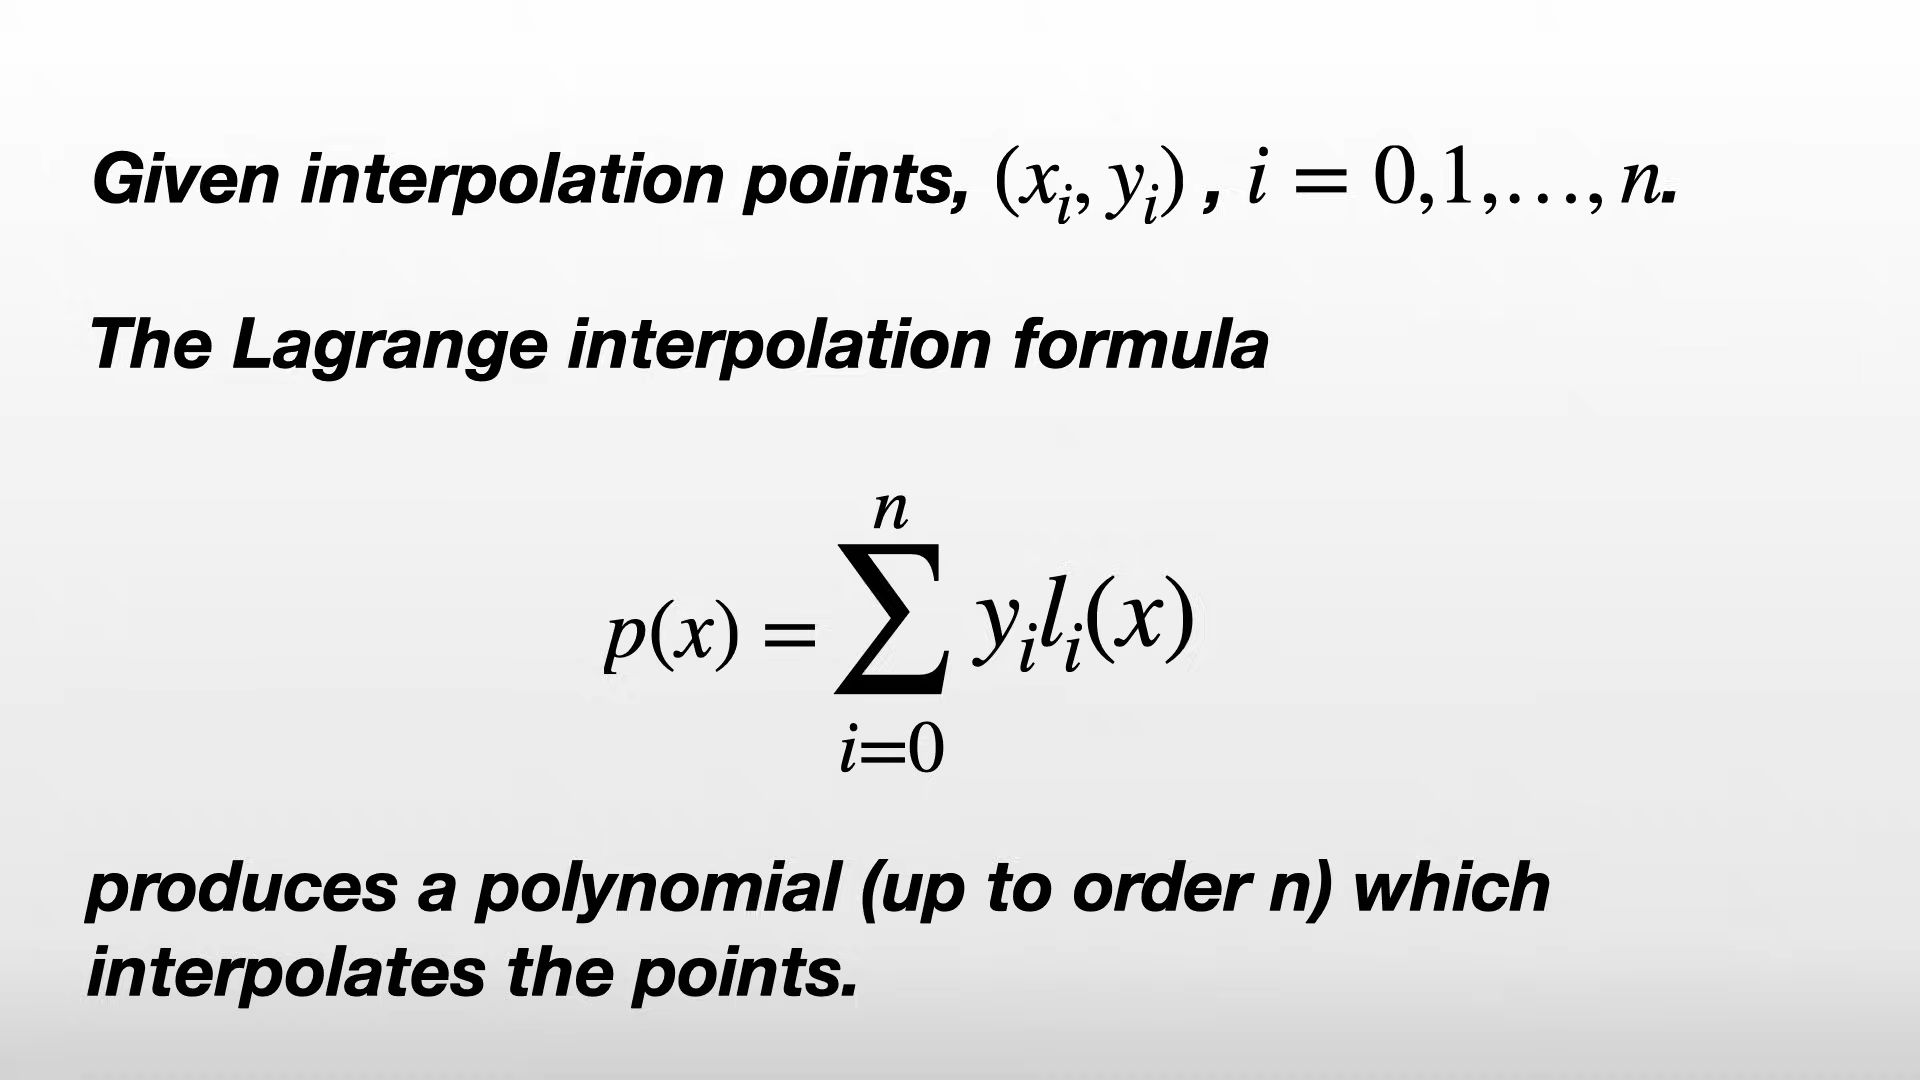 Given interpolation points, (xᵢ, yᵢ) , i = 0,1,…, n.
The Lagrange interpolation formula
p(x) = ∑ⁿᵢ₌₀ yᵢlᵢ(x)
produces a polynomial (up to order n) which
interpolates the points.